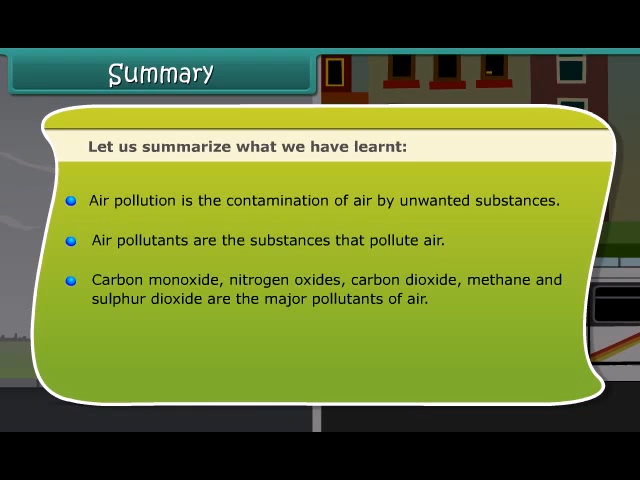 Summary
Let us summarize what we have learnt:
Air pollution is the contamination of air by unwanted substances.
Air pollutants are the substances that pollute air.
Carbon monoxide, nitrogen oxides, carbon dioxide, methane and
sulphur dioxide are the major pollutants of air.